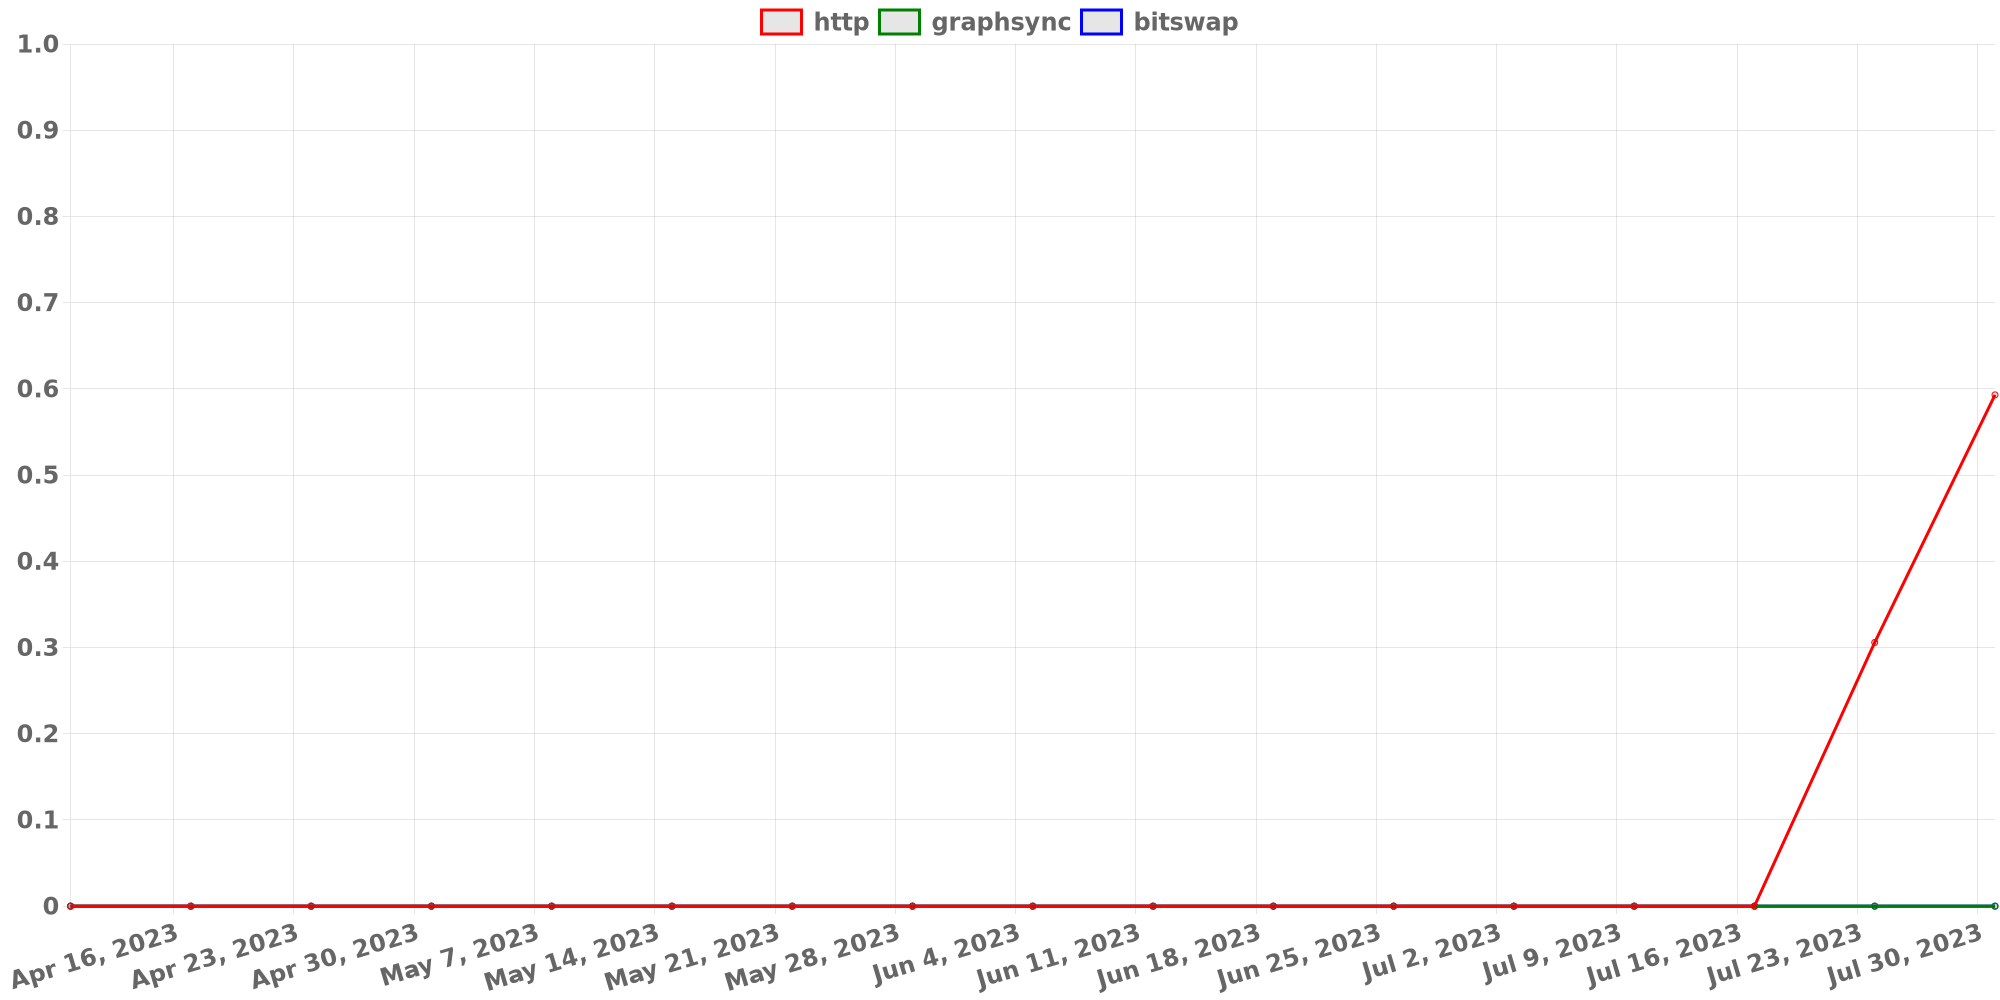 http graphsync bitswap
1.0
0.9
0.8
0.7
0.6
0.5
0.4
0.3
0.2
0.1
0
Apr 16, 2023
Apr 23, 2023
Apr 30, 2023
May 7, 2023
May 14, 2023
May 21, 2023
May 28, 2023
Jun 4, 2023
Jun 11, 2023
Jun 18, 2023
Jun 25, 2023
Jul 2, 2023
Jul 9, 2023
Jul 16, 2023
Jul 23, 2023
Jul 30, 2023